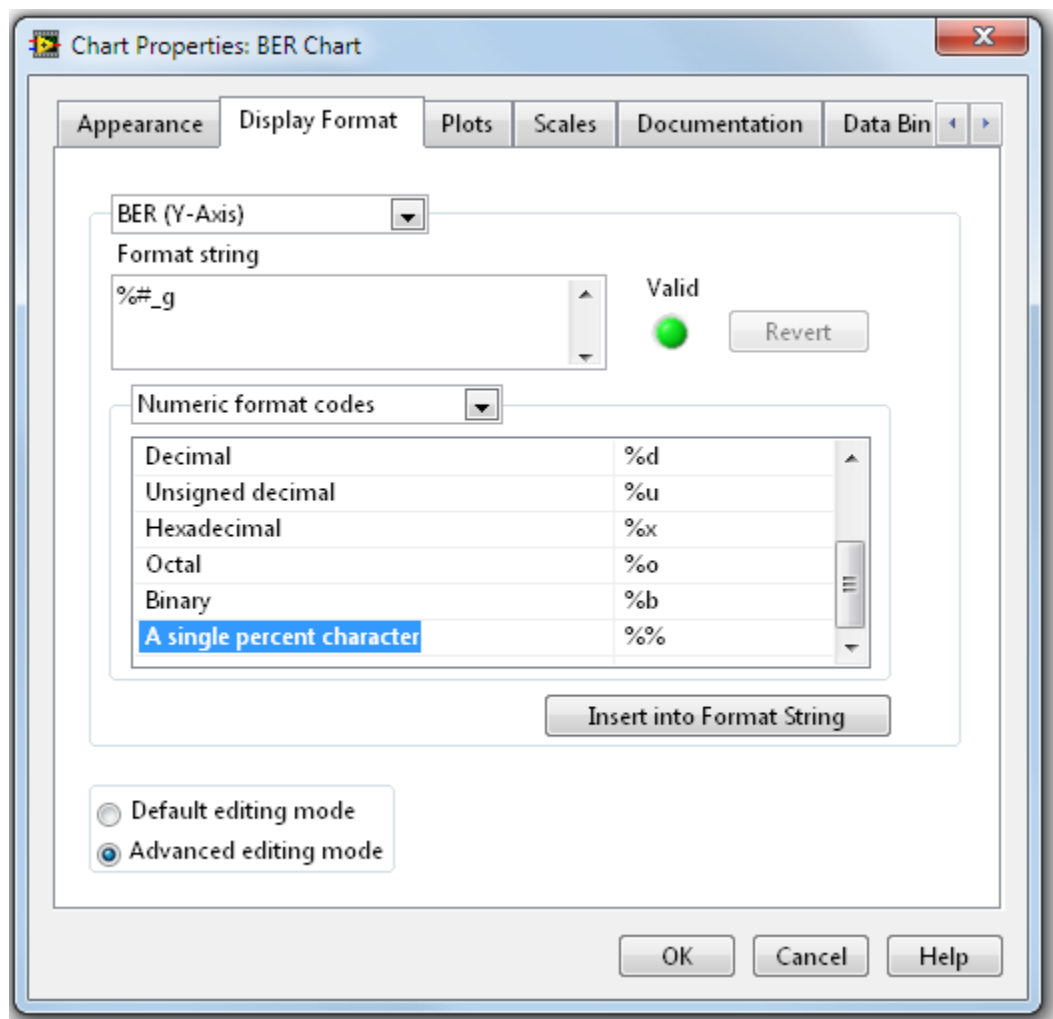 Chart Properties: BER Chart
Appearance Display Format Plots Scales Documentation Data Bin
BER (Y-Axis)
Format string
%#_g
Valid
Revert
Numeric format codes
Decimal %d
Unsigned decimal %u
Hexadecimal %x
Octal %o
Binary %b
A single percent character %%
Insert into Format String
Default editing mode
Advanced editing mode
OK Cancel Help